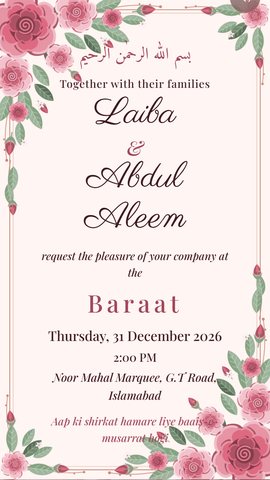 بسم الله الرحمن الرحيم
Together with their families
Laiba
&
Abdul
Aleem
request the pleasure of your company at
the
Baraat
Thursday, 31 December 2026
2:00 PM
Noor Mahal Marquee, G.T Road,
Islamabad
Aap ki shirkat hamare liye baais-e-
musarrat hogi.